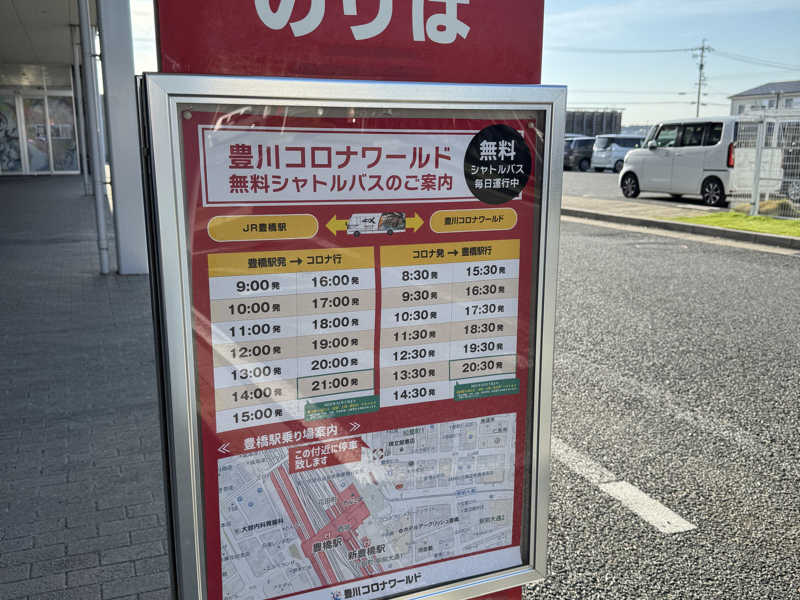 のりば
豊川コロナワールド
無料シャトルバスのご案内
無料
シャトルバス
毎日運行中
JR豊橋駅
豊川コロナワールド
豊橋駅発→コロナ行
コロナ発→豊橋駅行
9:00発 16:00発
10:00発 17:00発
11:00発 18:00発
12:00発 19:00発
13:00発 20:00発
14:00発 21:00発
15:00発
8:30発 15:30発
9:30発 16:30発
10:30発 17:30発
11:30発 18:30発
12:30発 19:30発
13:30発 20:30発
14:30発
≪ 豊橋駅乗り場案内 ≫
この付近に停車
致します
豊橋駅
新豊橋駅
豊川コロナワールド